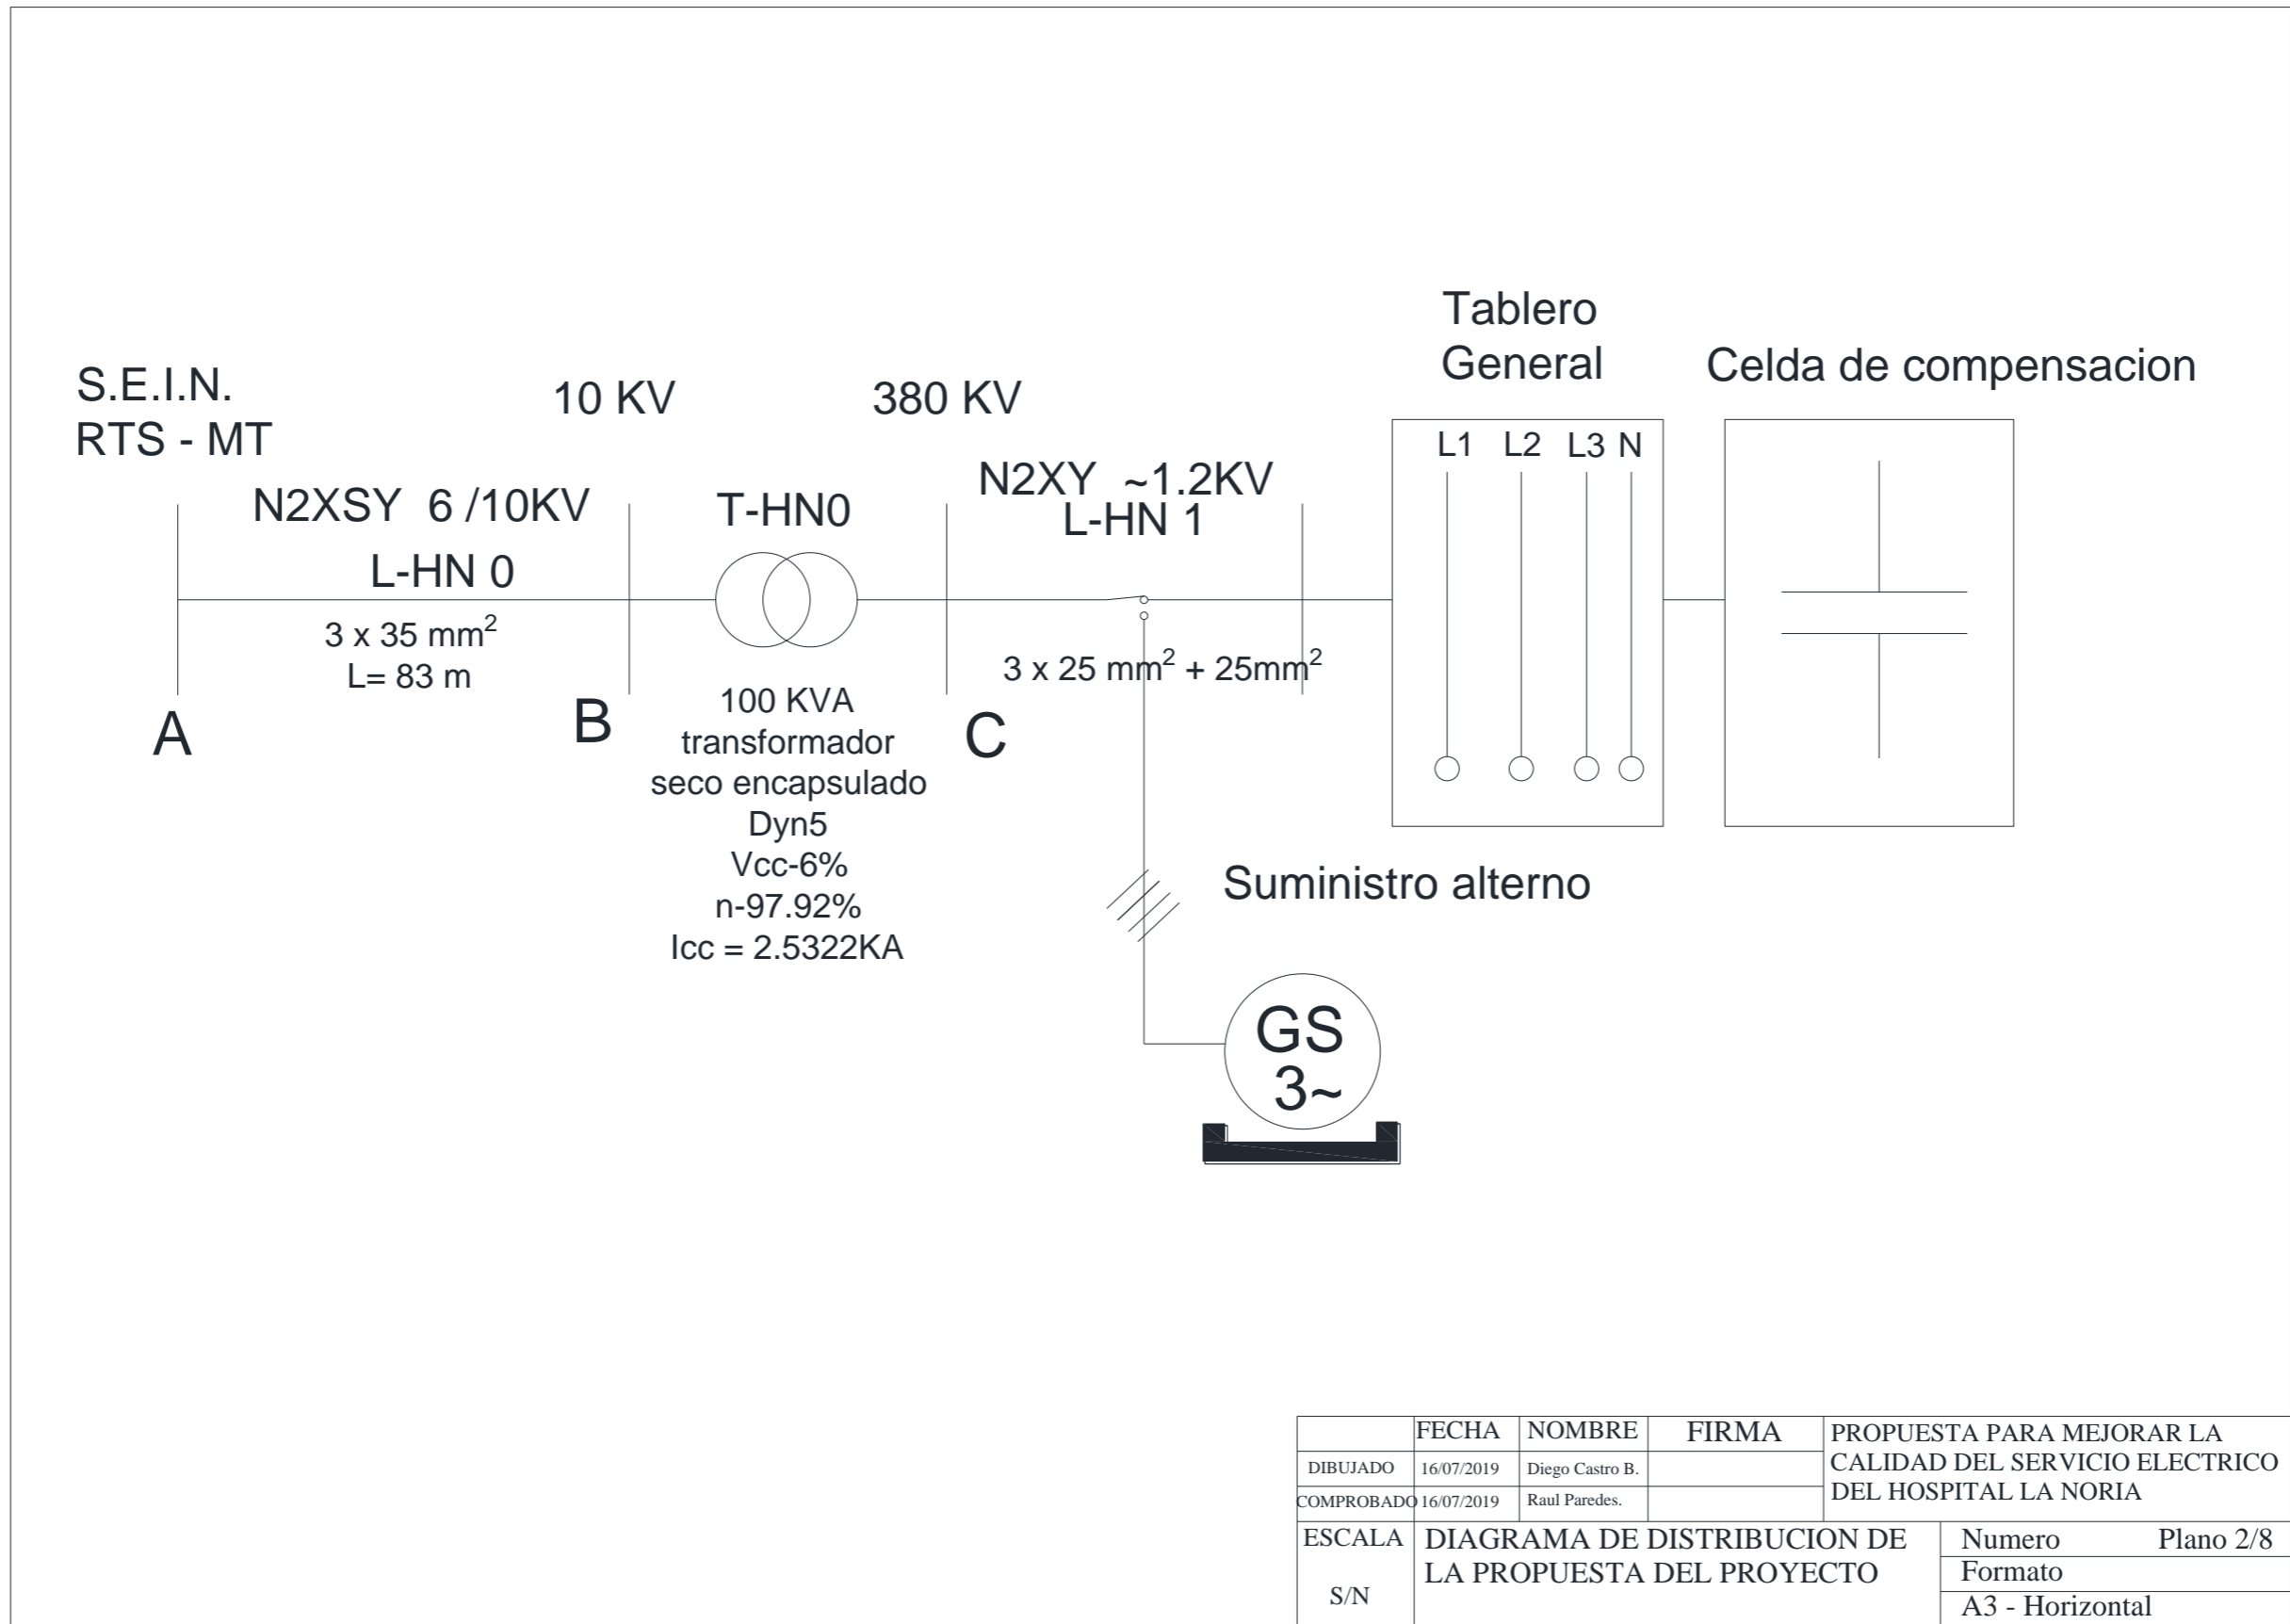 S.E.I.N.
RTS - MT
10 KV
380 KV
Tablero
General
Celda de compensacion
N2XSY 6 /10KV
L-HN 0
3 x 35 mm²
L= 83 m
T-HN0
N2XY ~1.2KV
L-HN 1
3 x 25 mm² + 25mm²
L1 L2 L3 N
A
B
C
100 KVA
transformador
seco encapsulado
Dyn5
Vcc-6%
n-97.92%
Icc = 2.5322KA
Suministro alterno
GS
3~
FECHA NOMBRE FIRMA
DIBUJADO 16/07/2019 Diego Castro B.
COMPROBADO 16/07/2019 Raul Paredes.
PROPUESTA PARA MEJORAR LA
CALIDAD DEL SERVICIO ELECTRICO
DEL HOSPITAL LA NORIA
ESCALA
S/N
DIAGRAMA DE DISTRIBUCION DE
LA PROPUESTA DEL PROYECTO
Numero Plano 2/8
Formato
A3 - Horizontal